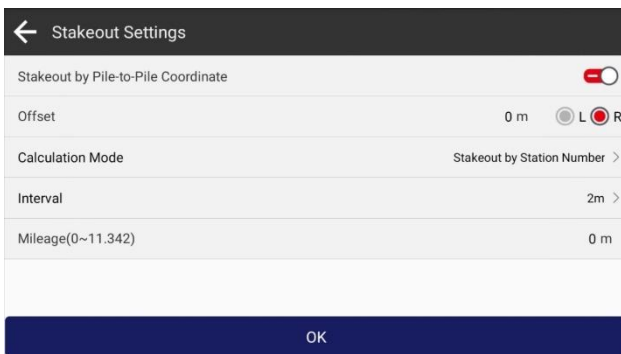 Stakeout Settings
Stakeout by Pile-to-Pile Coordinate
Offset 0 m L R
Calculation Mode Stakeout by Station Number >
Interval 2m >
Mileage(0~11.342) 0 m
OK